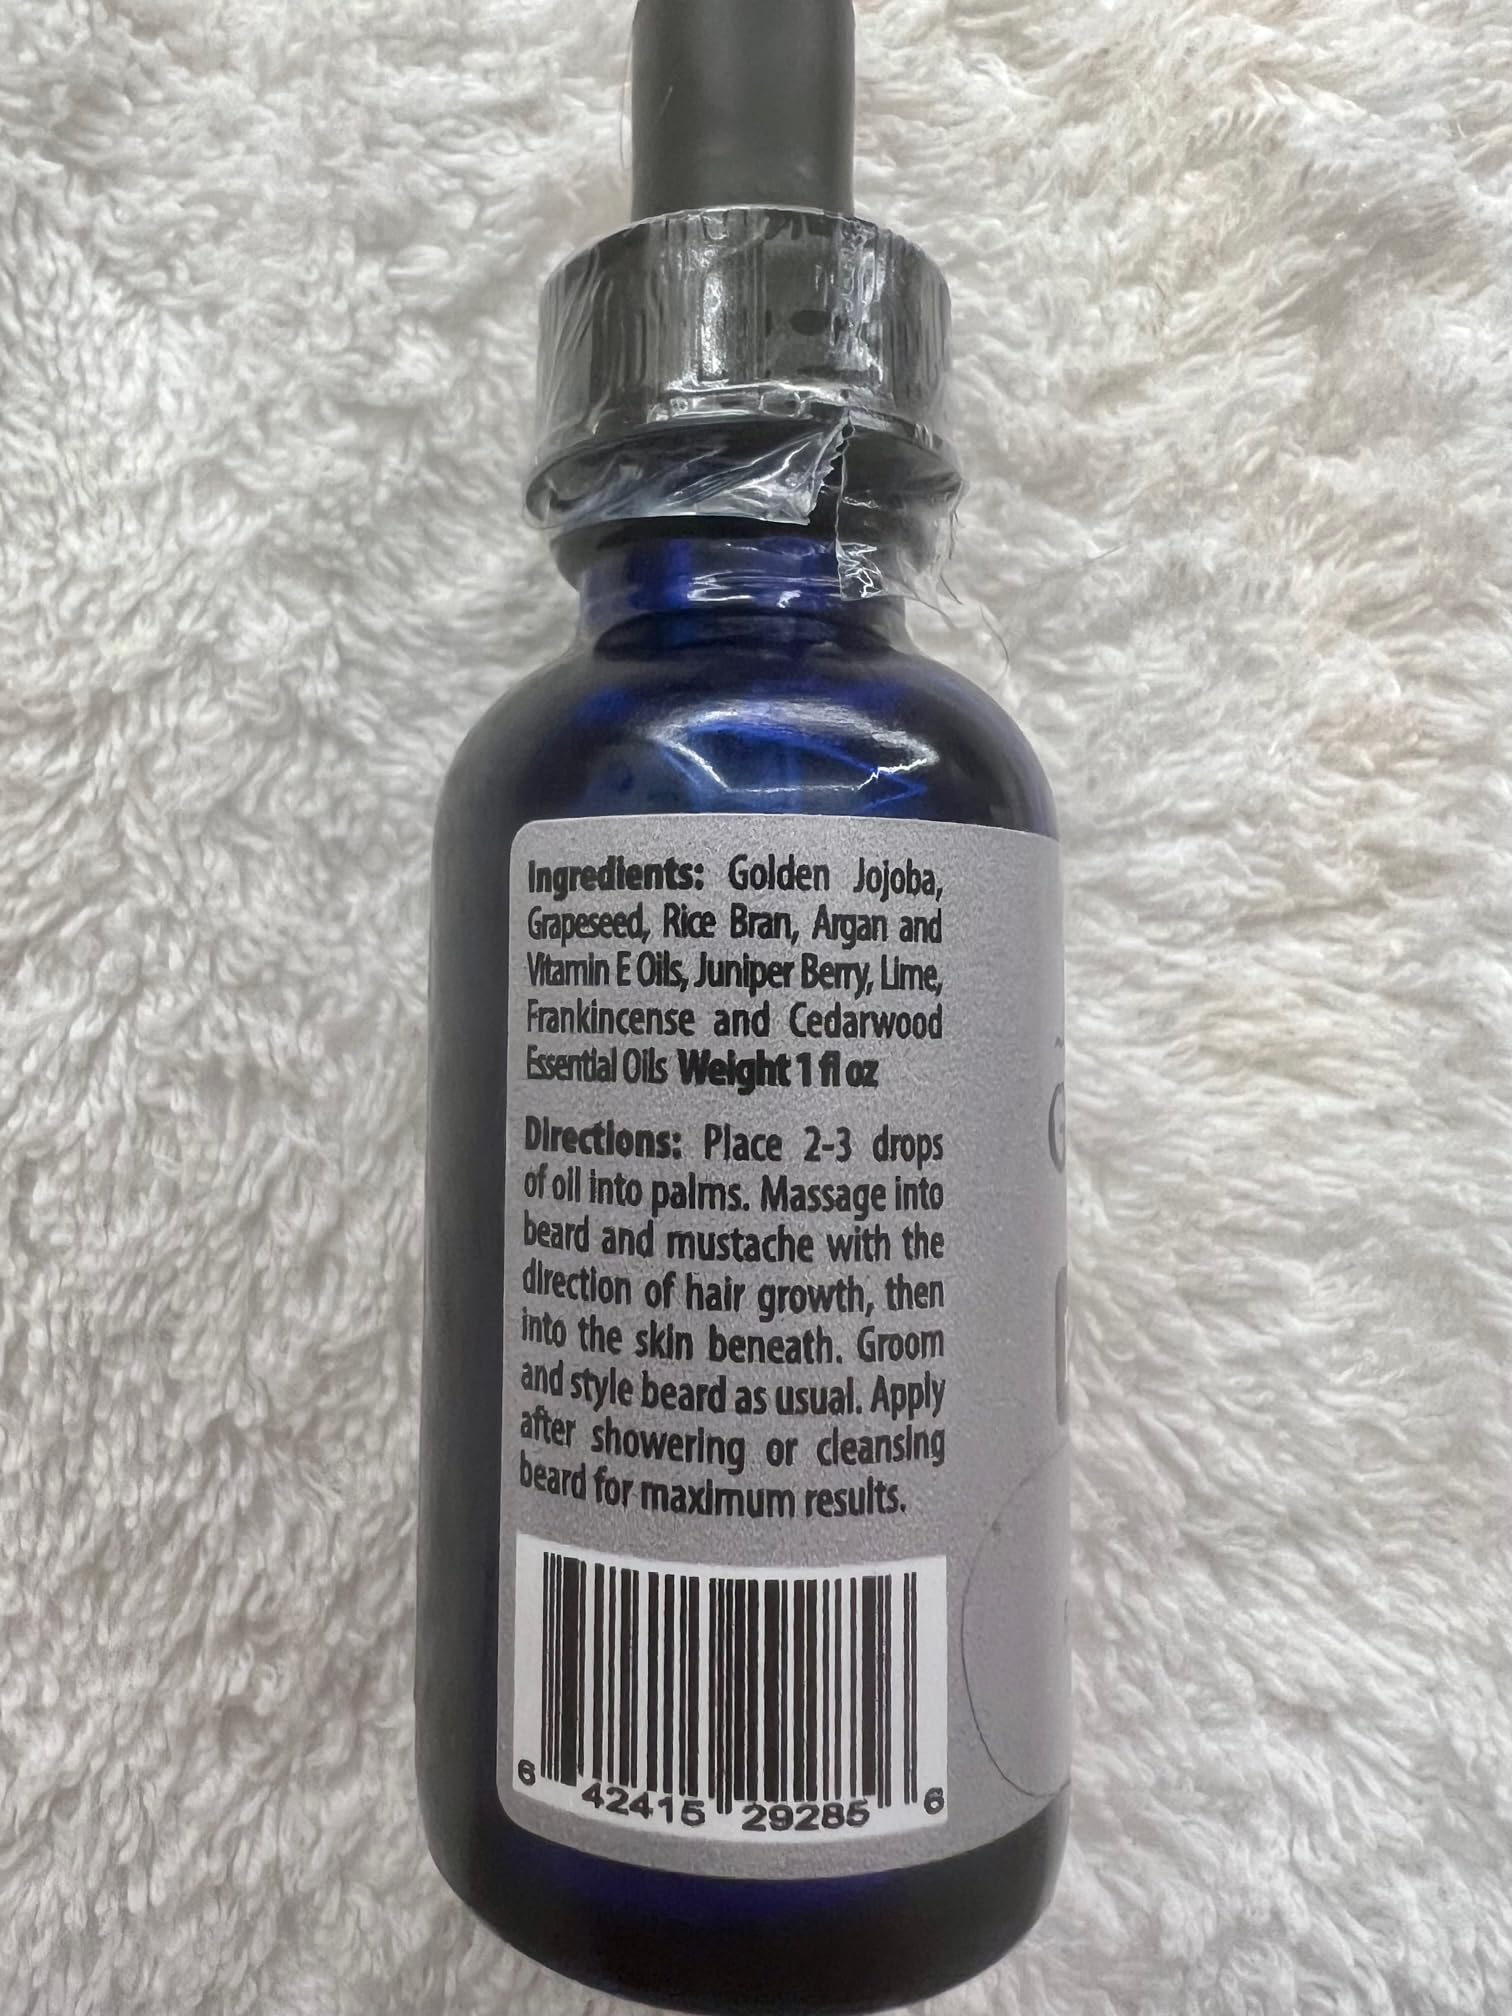 Ingredients: Golden Jojoba,
Grapeseed, Rice Bran, Argan and
Vitamin E Oils, Juniper Berry, Lime,
Frankincense and Cedarwood
Essential Oils Weight 1 fl oz
Directions: Place 2-3 drops
of oil into palms. Massage into
beard and mustache with the
direction of hair growth, then
into the skin beneath. Groom
and style beard as usual. Apply
after showering or cleansing
beard for maximum results.
6 42415 29285 6